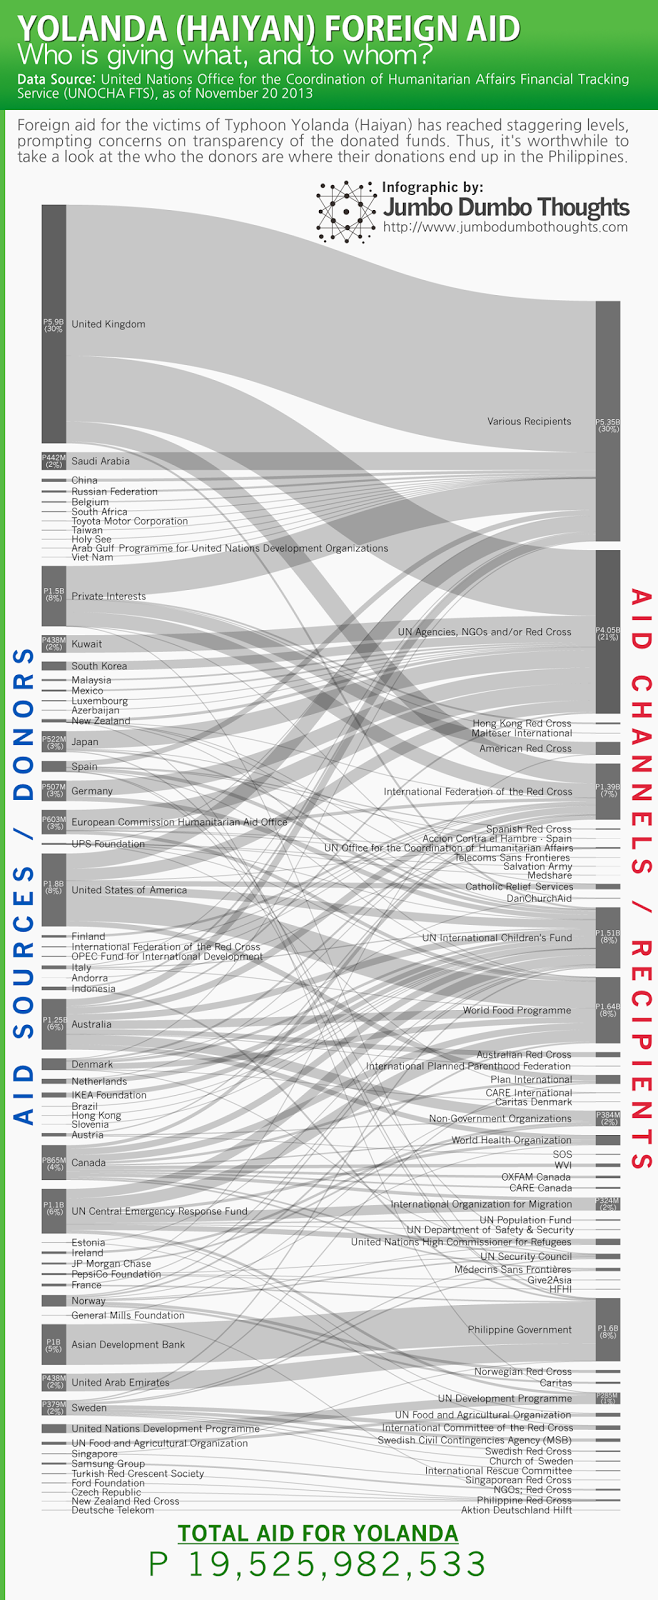 YOLANDA (HAIYAN) FOREIGN AID
Who is giving what, and to whom?
Data Source: United Nations Office for the Coordination of Humanitarian Affairs Financial Tracking
Service (UNOCHA FTS), as of November 20 2013
Foreign aid for the victims of Typhoon Yolanda (Haiyan) has reached staggering levels,
prompting concerns on transparency of the donated funds. Thus, it's worthwhile to
take a look at the who the donors are where their donations end up in the Philippines.
Infographic by:
Jumbo Dumbo Thoughts
http://www.jumbodumbothoughts.com
AID SOURCES / DONORS
P5.9B
(30%
United Kingdom
P442M
(2%)
Saudi Arabia
China
Russian Federation
Belgium
South Africa
Toyota Motor Corporation
Taiwan
Holy See
Arab Gulf Programme for United Nations Development Organizations
Viet Nam
P1.5B
(8%)
Private Interests
P438M
(2%)
Kuwait
South Korea
Malaysia
Mexico
Luxembourg
Azerbaijan
New Zealand
P522M
(3%)
Japan
Spain
P507M
(3%)
Germany
P603M
(3%)
European Commission Humanitarian Aid Office
UPS Foundation
P1.8B
(8%)
United States of America
Finland
International Federation of the Red Cross
OPEC Fund for International Development
Italy
Andorra
Indonesia
P1.25B
(6%)
Australia
Denmark
Netherlands
IKEA Foundation
Brazil
Hong Kong
Slovenia
Austria
P865M
(4%)
Canada
P1.1B
(6%)
UN Central Emergency Response Fund
Estonia
Ireland
JP Morgan Chase
PepsiCo Foundation
France
Norway
General Mills Foundation
P1B
(5%)
Asian Development Bank
P438M
(2%)
United Arab Emirates
P379M
(2%)
Sweden
United Nations Development Programme
UN Food and Agricultural Organization
Singapore
Samsung Group
Turkish Red Crescent Society
Ford Foundation
Czech Republic
New Zealand Red Cross
Deutsche Telekom
AID CHANNELS / RECIPIENTS
Various Recipients
P5.35B
(30%)
UN Agencies, NGOs and/or Red Cross
P4.05B
(21%)
Hong Kong Red Cross
Malteser International
American Red Cross
International Federation of the Red Cross
P1.39B
(7%)
Spanish Red Cross
Accion Contra el Hambre - Spain
UN Office for the Coordination of Humanitarian Affairs
Telecoms Sans Frontieres
Salvation Army
Medshare
Catholic Relief Services
DanChurchAid
UN International Children's Fund
P1.51B
(8%)
World Food Programme
P1.64B
(8%)
Australian Red Cross
International Planned Parenthood Federation
Plan International
CARE International
Caritas Denmark
Non-Government Organizations
P384M
(2%)
World Health Organization
SOS
WVI
OXFAM Canada
CARE Canada
International Organization for Migration
P324M
(2%)
UN Population Fund
UN Department of Safety & Security
United Nations High Commissioner for Refugees
UN Security Council
Médecins Sans Frontières
Give2Asia
HFHI
Philippine Government
P1.6B
(8%)
Norwegian Red Cross
Caritas
UN Development Programme
(1%)
UN Food and Agricultural Organization
International Committee of the Red Cross
Swedish Civil Contingencies Agency (MSB)
Swedish Red Cross
Church of Sweden
International Rescue Committee
Singaporean Red Cross
NGOs; Red Cross
Philippine Red Cross
Aktion Deutschland Hilft
TOTAL AID FOR YOLANDA
P 19,525,982,533